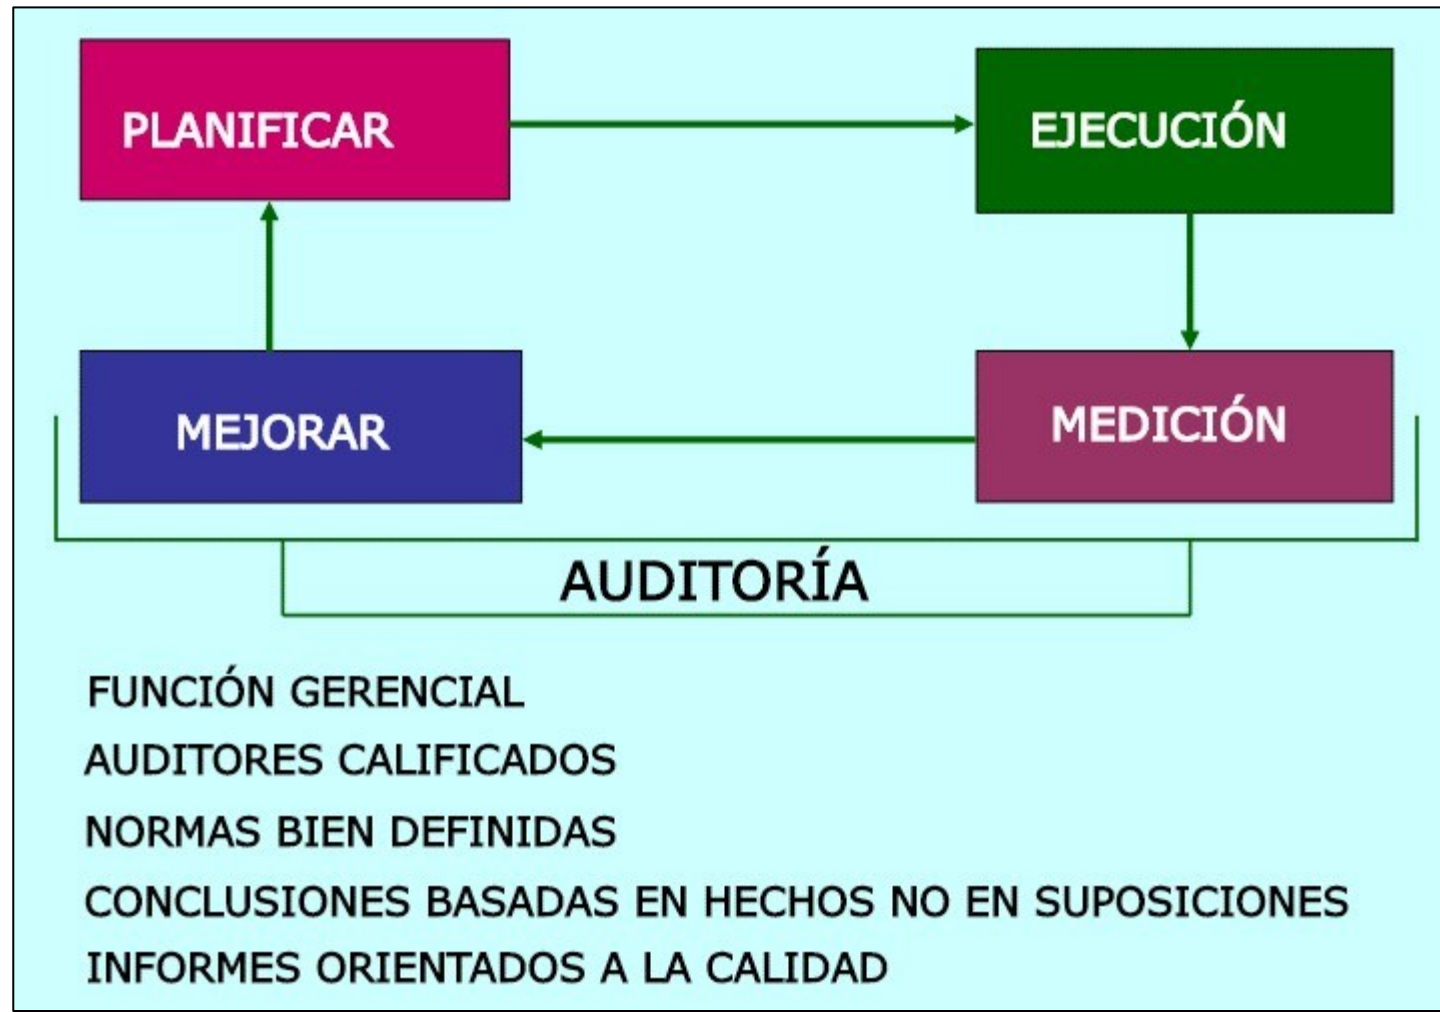 PLANIFICAR
EJECUCIÓN
MEJORAR
MEDICIÓN
AUDITORÍA
FUNCIÓN GERENCIAL
AUDITORES CALIFICADOS
NORMAS BIEN DEFINIDAS
CONCLUSIONES BASADAS EN HECHOS NO EN SUPOSICIONES
INFORMES ORIENTADOS A LA CALIDAD